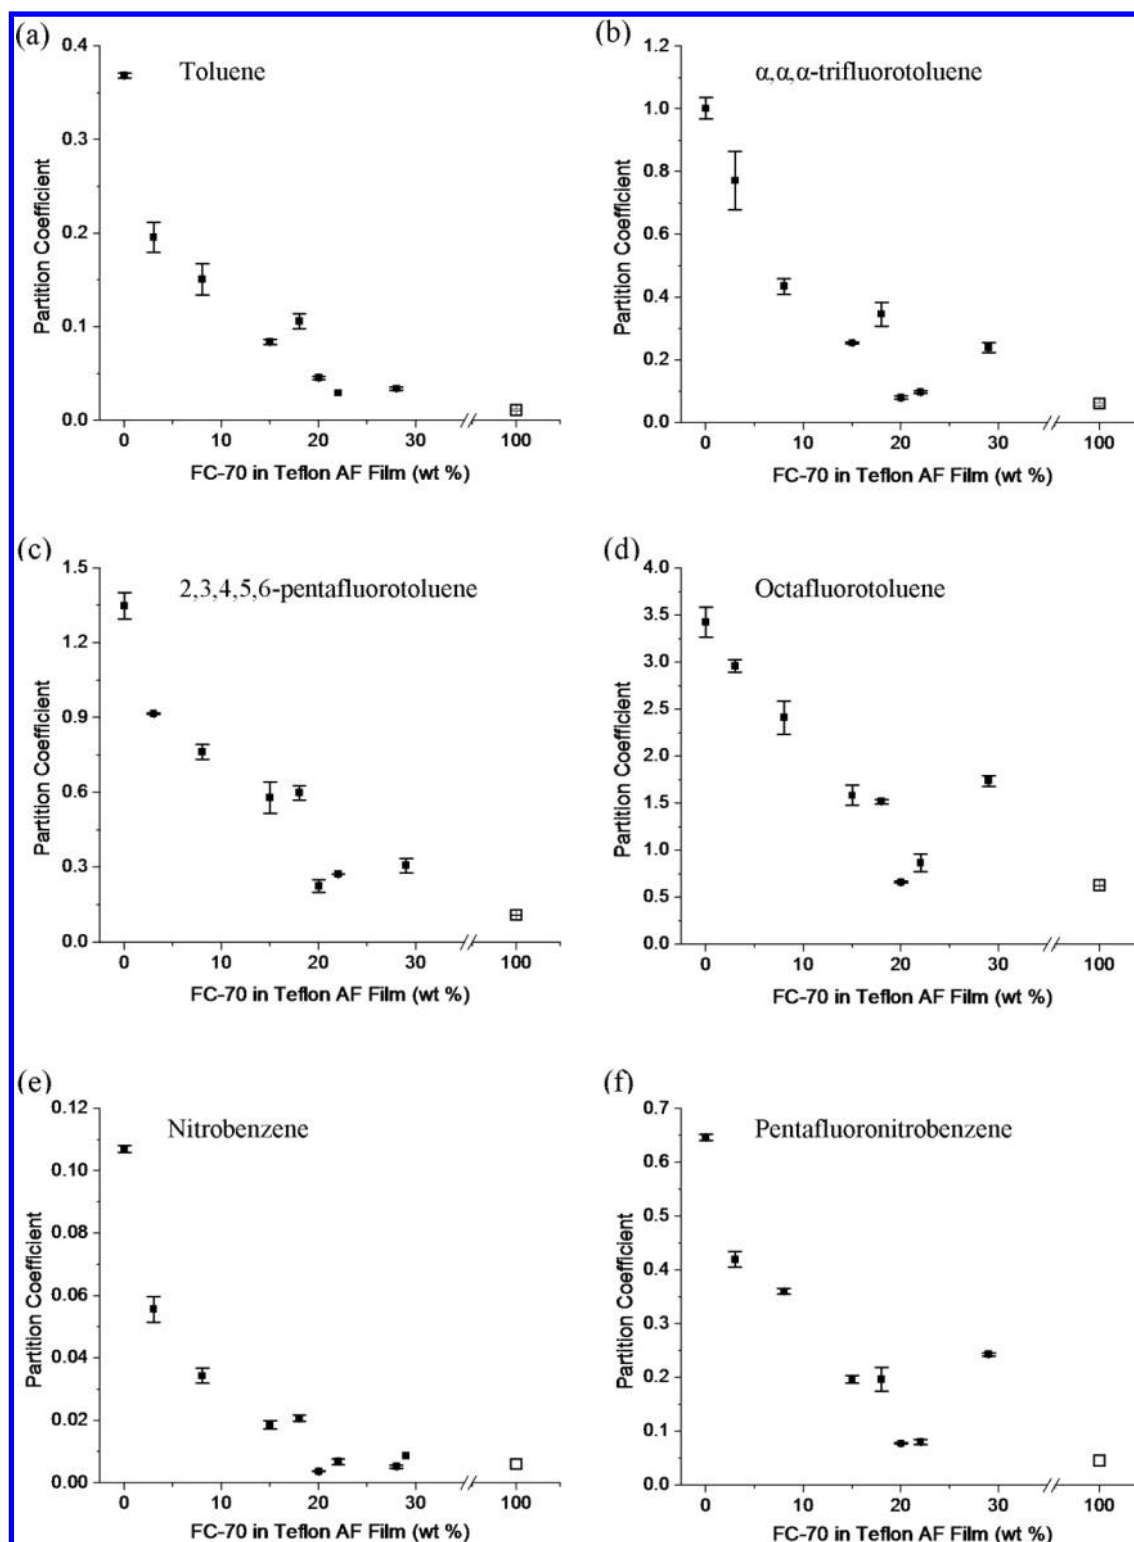 (a)
Toluene
0.4
0.3
0.2
0.1
0.0
Partition Coefficient
0 10 20 30 100
FC-70 in Teflon AF Film (wt %)
(b)
α,α,α-trifluorotoluene
1.2
1.0
0.8
0.6
0.4
0.2
0.0
Partition Coefficient
0 10 20 30 100
FC-70 in Teflon AF Film (wt %)
(c)
2,3,4,5,6-pentafluorotoluene
1.5
1.2
0.9
0.6
0.3
0.0
Partition Coefficient
0 10 20 30 100
FC-70 in Teflon AF Film (wt %)
(d)
Octafluorotoluene
4.0
3.5
3.0
2.5
2.0
1.5
1.0
0.5
0.0
Partition Coefficient
0 10 20 30 100
FC-70 in Teflon AF Film (wt %)
(e)
Nitrobenzene
0.12
0.10
0.08
0.06
0.04
0.02
0.00
Partition Coefficient
0 10 20 30 100
FC-70 in Teflon AF Film (wt %)
(f)
Pentafluoronitrobenzene
0.7
0.6
0.5
0.4
0.3
0.2
0.1
0.0
Partition Coefficient
0 10 20 30 100
FC-70 in Teflon AF Film (wt %)